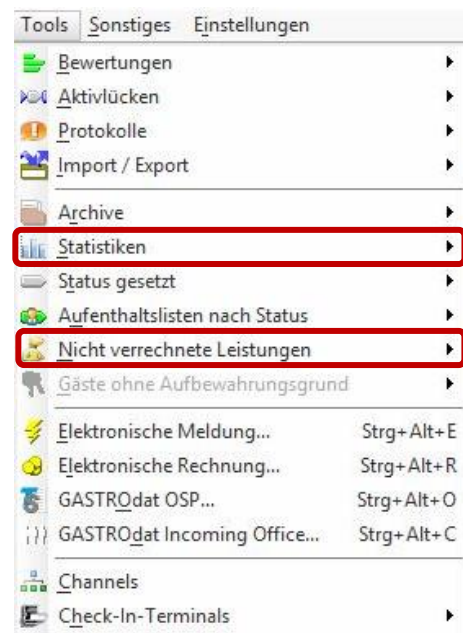 Tools Sonstiges Einstellungen
Bewertungen
Aktivlücken
Protokolle
Import / Export
Archive
Statistiken
Status gesetzt
Aufenthaltslisten nach Status
Nicht verrechnete Leistungen
Gäste ohne Aufbewahrungsgrund
Elektronische Meldung... Strg+Alt+E
Elektronische Rechnung... Strg+Alt+R
GASTROdat OSP... Strg+Alt+O
GASTROdat Incoming Office... Strg+Alt+C
Channels
Check-In-Terminals